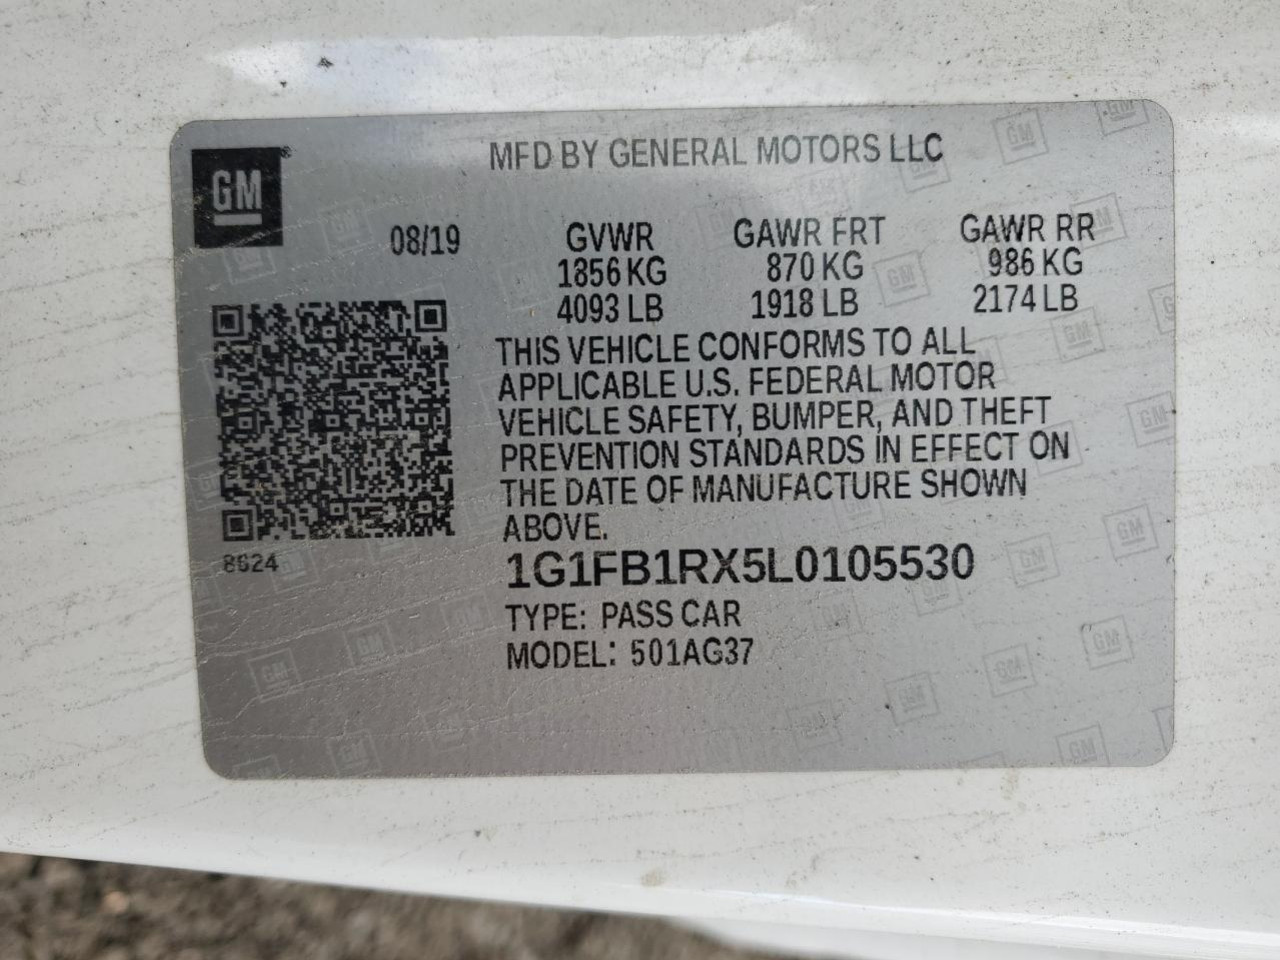 GM
MFD BY GENERAL MOTORS LLC
08/19
GVWR GAWR FRT GAWR RR
1856 KG 870 KG 986 KG
4093 LB 1918 LB 2174 LB
THIS VEHICLE CONFORMS TO ALL
APPLICABLE U.S. FEDERAL MOTOR
VEHICLE SAFETY, BUMPER, AND THEFT
PREVENTION STANDARDS IN EFFECT ON
THE DATE OF MANUFACTURE SHOWN
ABOVE.
8624
1G1FB1RX5L0105530
TYPE: PASS CAR
MODEL: 501AG37